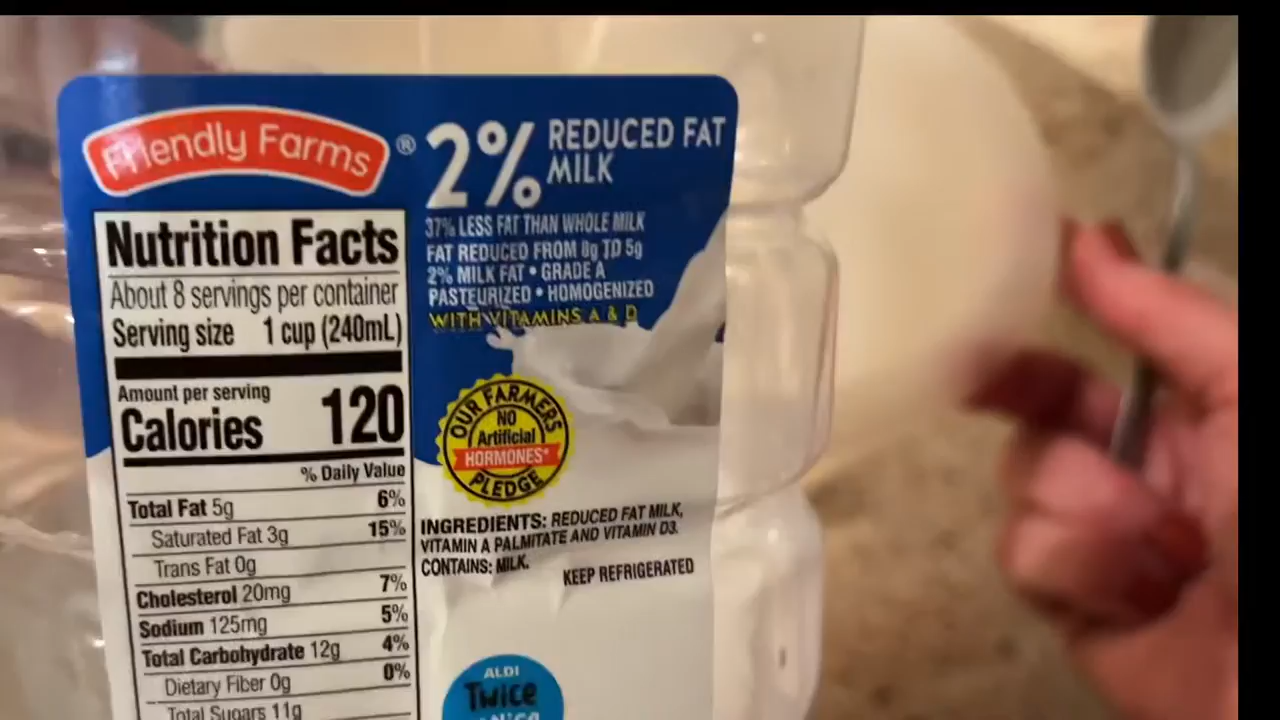 Friendly Farms®
2% REDUCED FAT
MILK
37% LESS FAT THAN WHOLE MILK
FAT REDUCED FROM 8g TO 5g
2% MILK FAT • GRADE A
PASTEURIZED • HOMOGENIZED
WITH VITAMINS A & D
Nutrition Facts
About 8 servings per container
Serving size 1 cup (240mL)
Amount per serving
Calories 120
% Daily Value
Total Fat 5g 6%
Saturated Fat 3g 15%
Trans Fat 0g
Cholesterol 20mg 7%
Sodium 125mg 5%
Total Carbohydrate 12g 4%
Dietary Fiber 0g 0%
Total Sugars 11g
OUR FARMERS
NO
Artificial
HORMONES*
PLEDGE
INGREDIENTS: REDUCED FAT MILK,
VITAMIN A PALMITATE AND VITAMIN D3.
CONTAINS: MILK.
KEEP REFRIGERATED
ALDI
TWICE